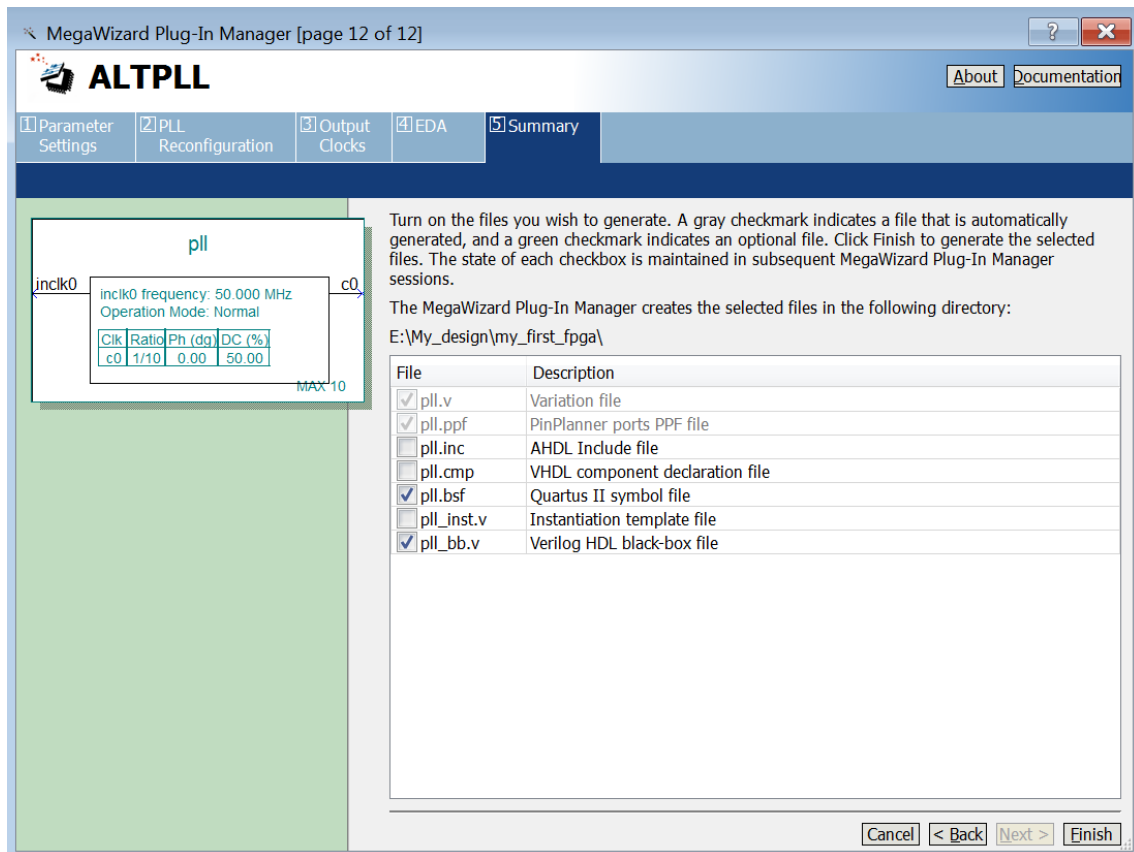 MegaWizard Plug-In Manager [page 12 of 12]
?
ALTPLL
About
Documentation
1 Parameter Settings
2 PLL Reconfiguration
3 Output Clocks
4 EDA
5 Summary
pll
inclk0
c0
inclk0 frequency: 50.000 MHz
Operation Mode: Normal
Clk Ratio Ph (dg) DC (%)
c0 1/10 0.00 50.00
MAX 10
Turn on the files you wish to generate. A gray checkmark indicates a file that is automatically
generated, and a green checkmark indicates an optional file. Click Finish to generate the selected
files. The state of each checkbox is maintained in subsequent MegaWizard Plug-In Manager
sessions.
The MegaWizard Plug-In Manager creates the selected files in the following directory:
E:\My_design\my_first_fpga\
File Description
pll.v Variation file
pll.ppf PinPlanner ports PPF file
pll.inc AHDL Include file
pll.cmp VHDL component declaration file
pll.bsf Quartus II symbol file
pll_inst.v Instantiation template file
pll_bb.v Verilog HDL black-box file
Cancel < Back Next > Finish